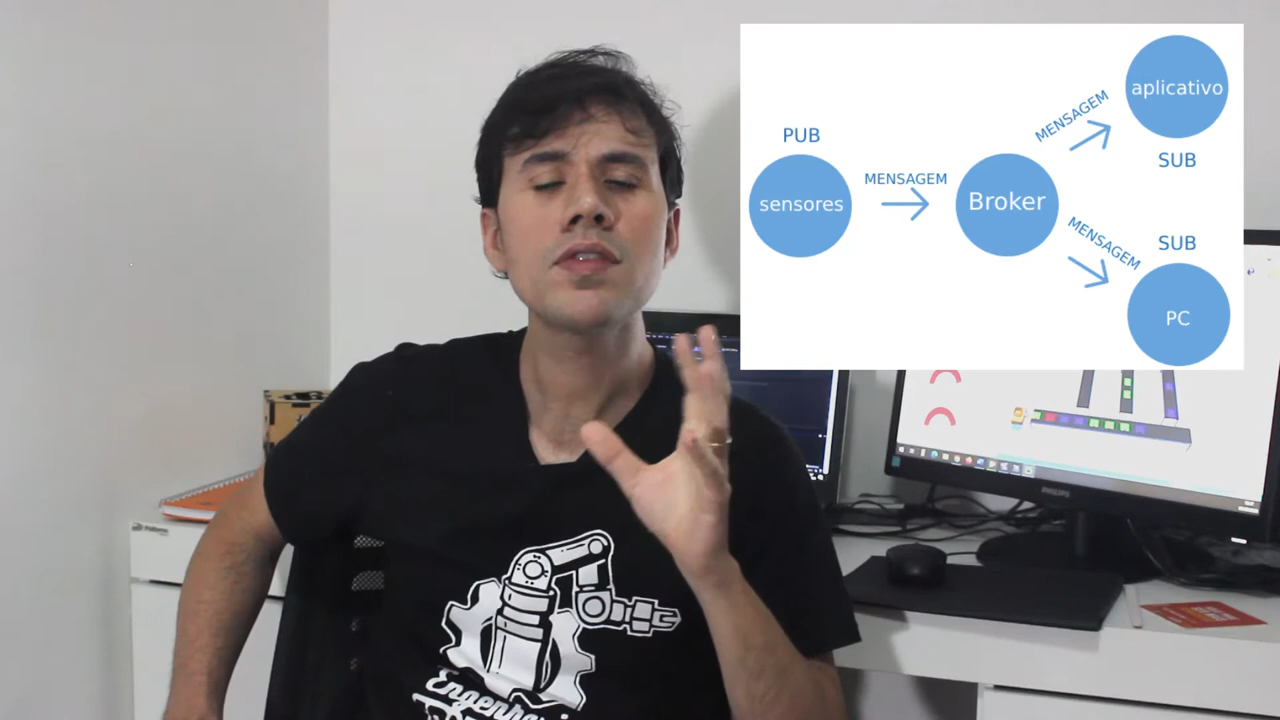 PUB
sensores
MENSAGEM
Broker
MENSAGEM
aplicativo
SUB
MENSAGEM
SUB
PC
PHILIPS